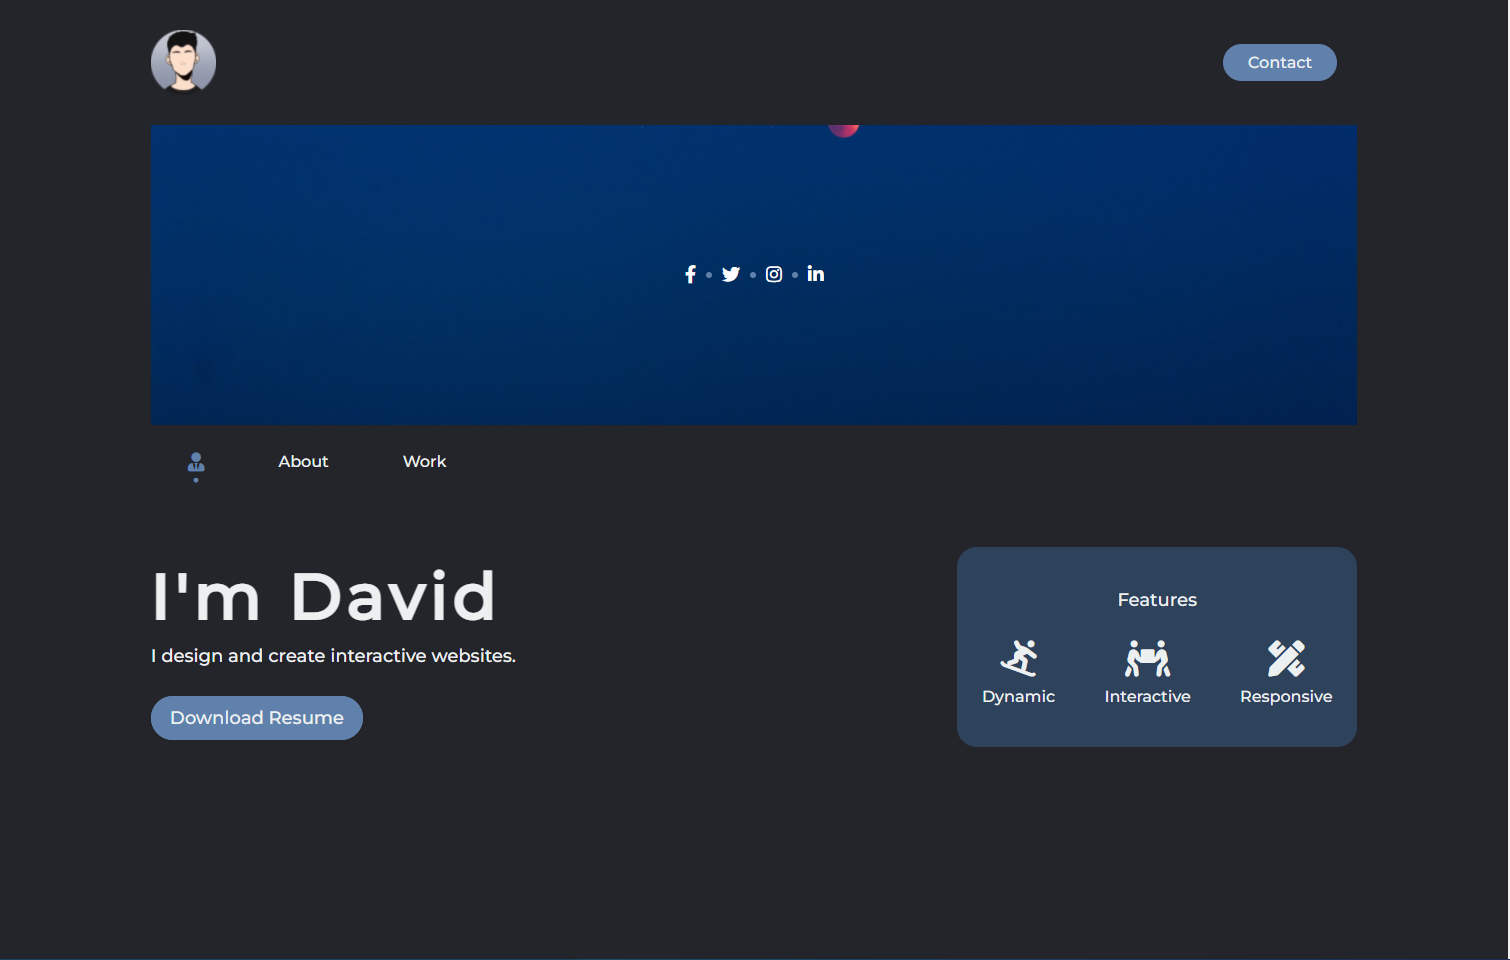 Contact
About
Work
I'm David
I design and create interactive websites.
Download Resume
Features
Dynamic
Interactive
Responsive